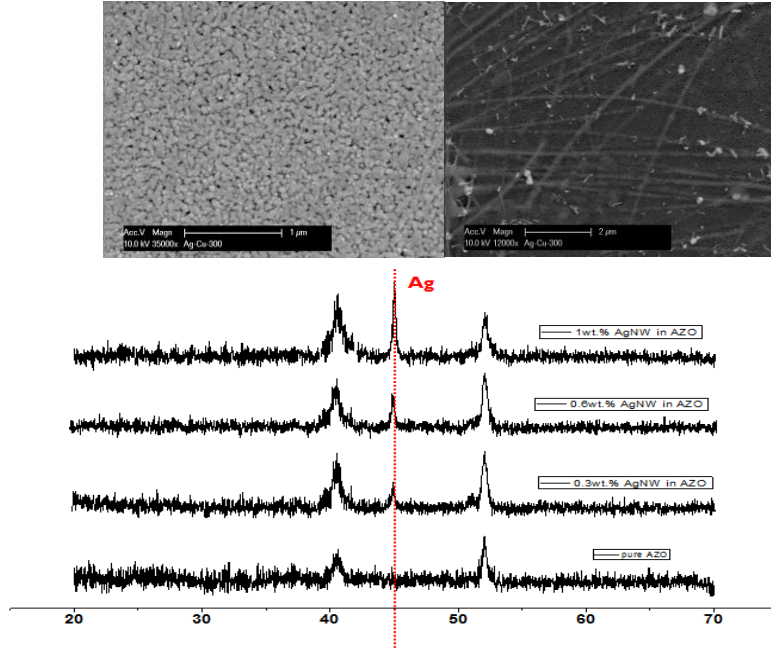 Acc.V Magn 1 µm
10.0 kV 35000x Ag-Cu-300
Acc.V Magn 2 µm
10.0 kV 12000x Ag-Cu-300
Ag
1wt.% AgNW in AZO
0.6wt.% AgNW in AZO
0.3wt.% AgNW in AZO
pure AZO
20 30 40 50 60 70